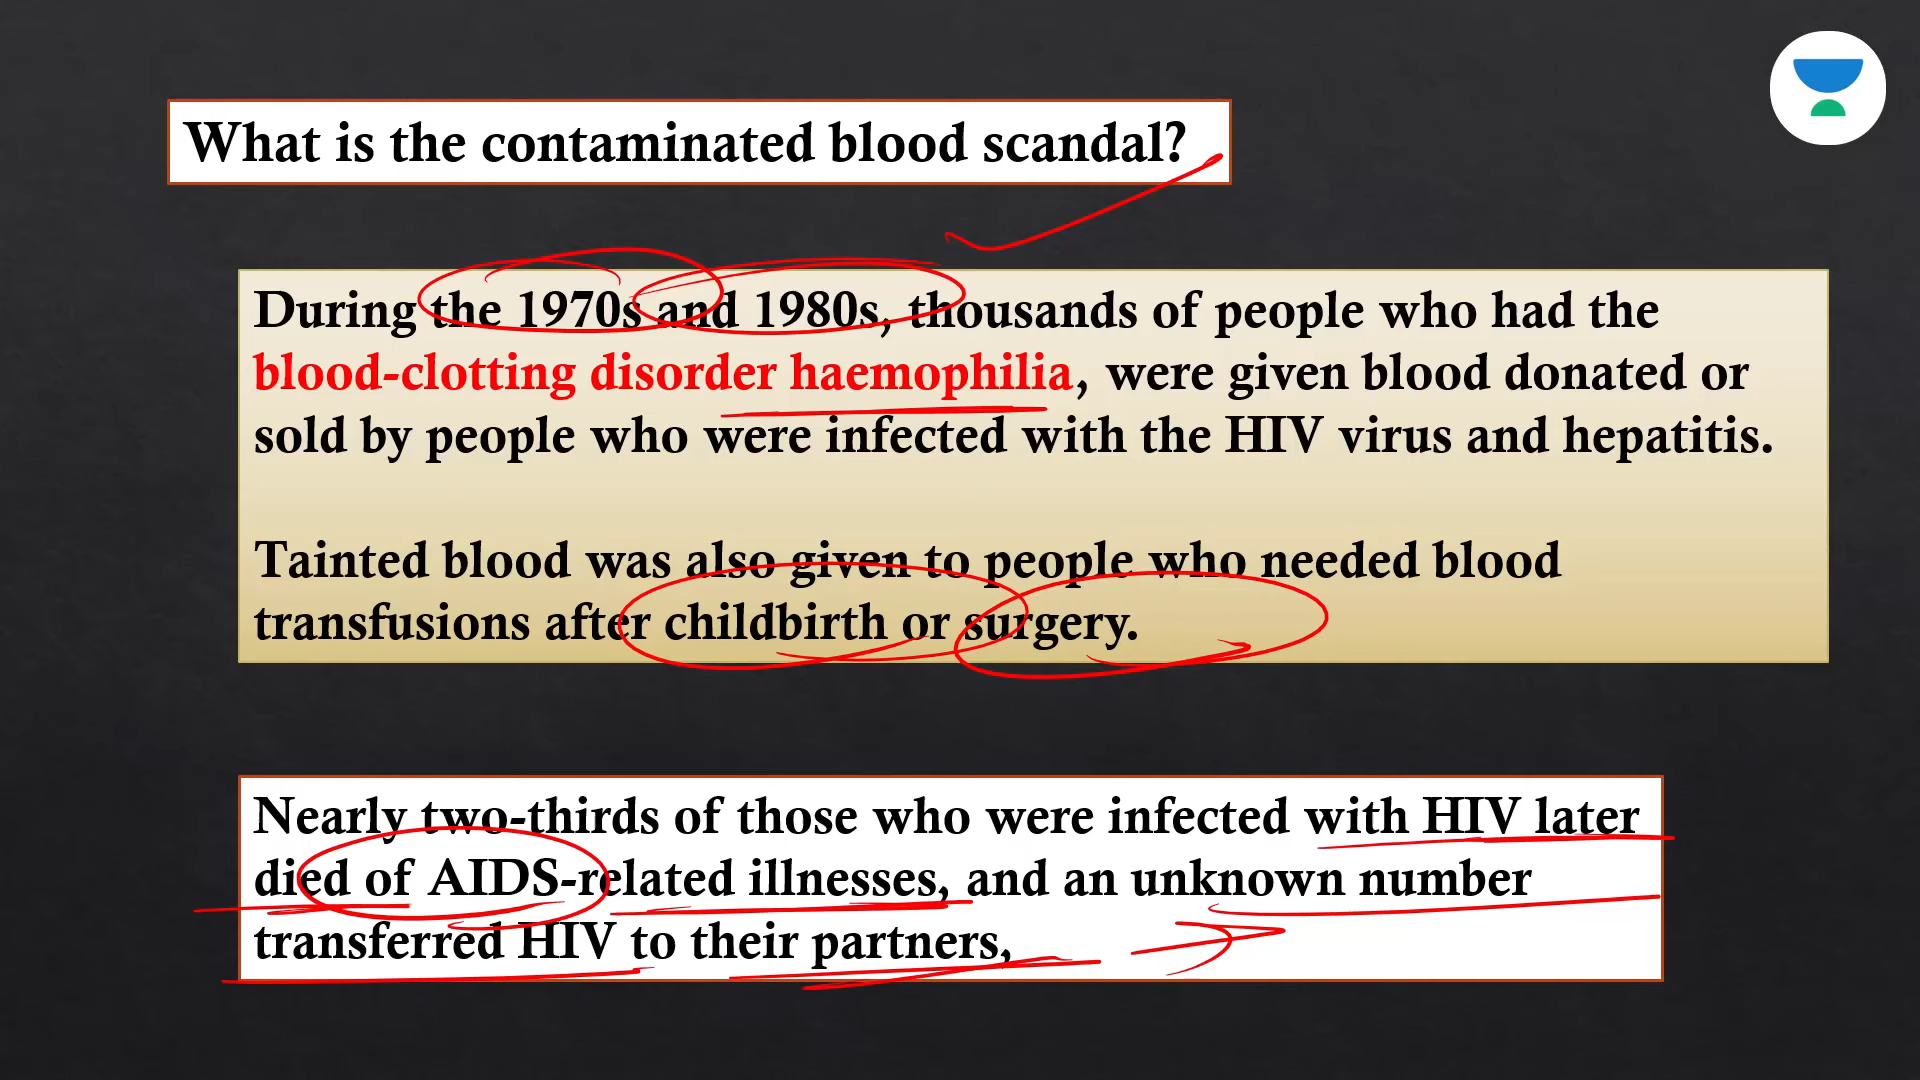 What is the contaminated blood scandal?
During the 1970s and 1980s, thousands of people who had the
blood-clotting disorder haemophilia, were given blood donated or
sold by people who were infected with the HIV virus and hepatitis.
Tainted blood was also given to people who needed blood
transfusions after childbirth or surgery.
Nearly two-thirds of those who were infected with HIV later
died of AIDS-related illnesses, and an unknown number
transferred HIV to their partners,